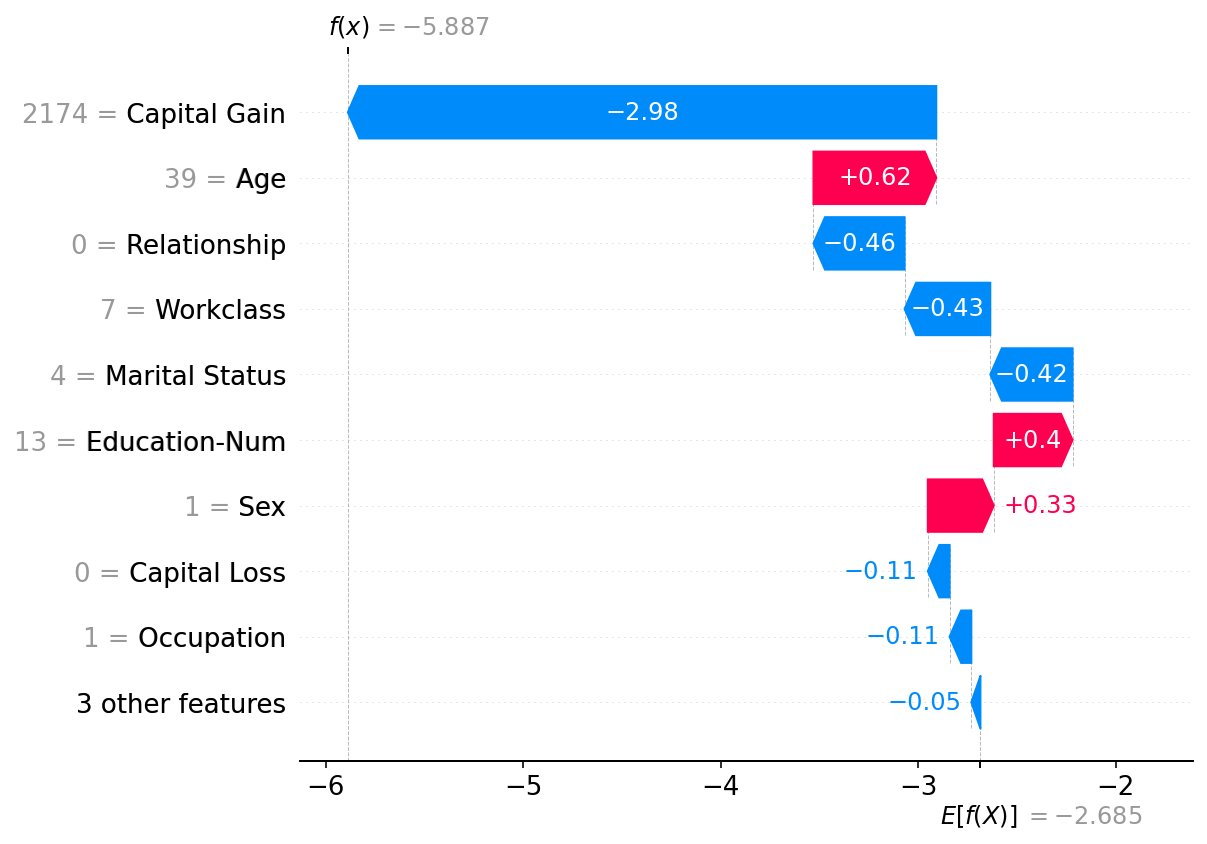 f(x) = −5.887
2174 = Capital Gain −2.98
39 = Age +0.62
0 = Relationship −0.46
7 = Workclass −0.43
4 = Marital Status −0.42
13 = Education-Num +0.4
1 = Sex +0.33
0 = Capital Loss −0.11
1 = Occupation −0.11
3 other features −0.05
−6 −5 −4 −3 −2
E[f(X)] = −2.685